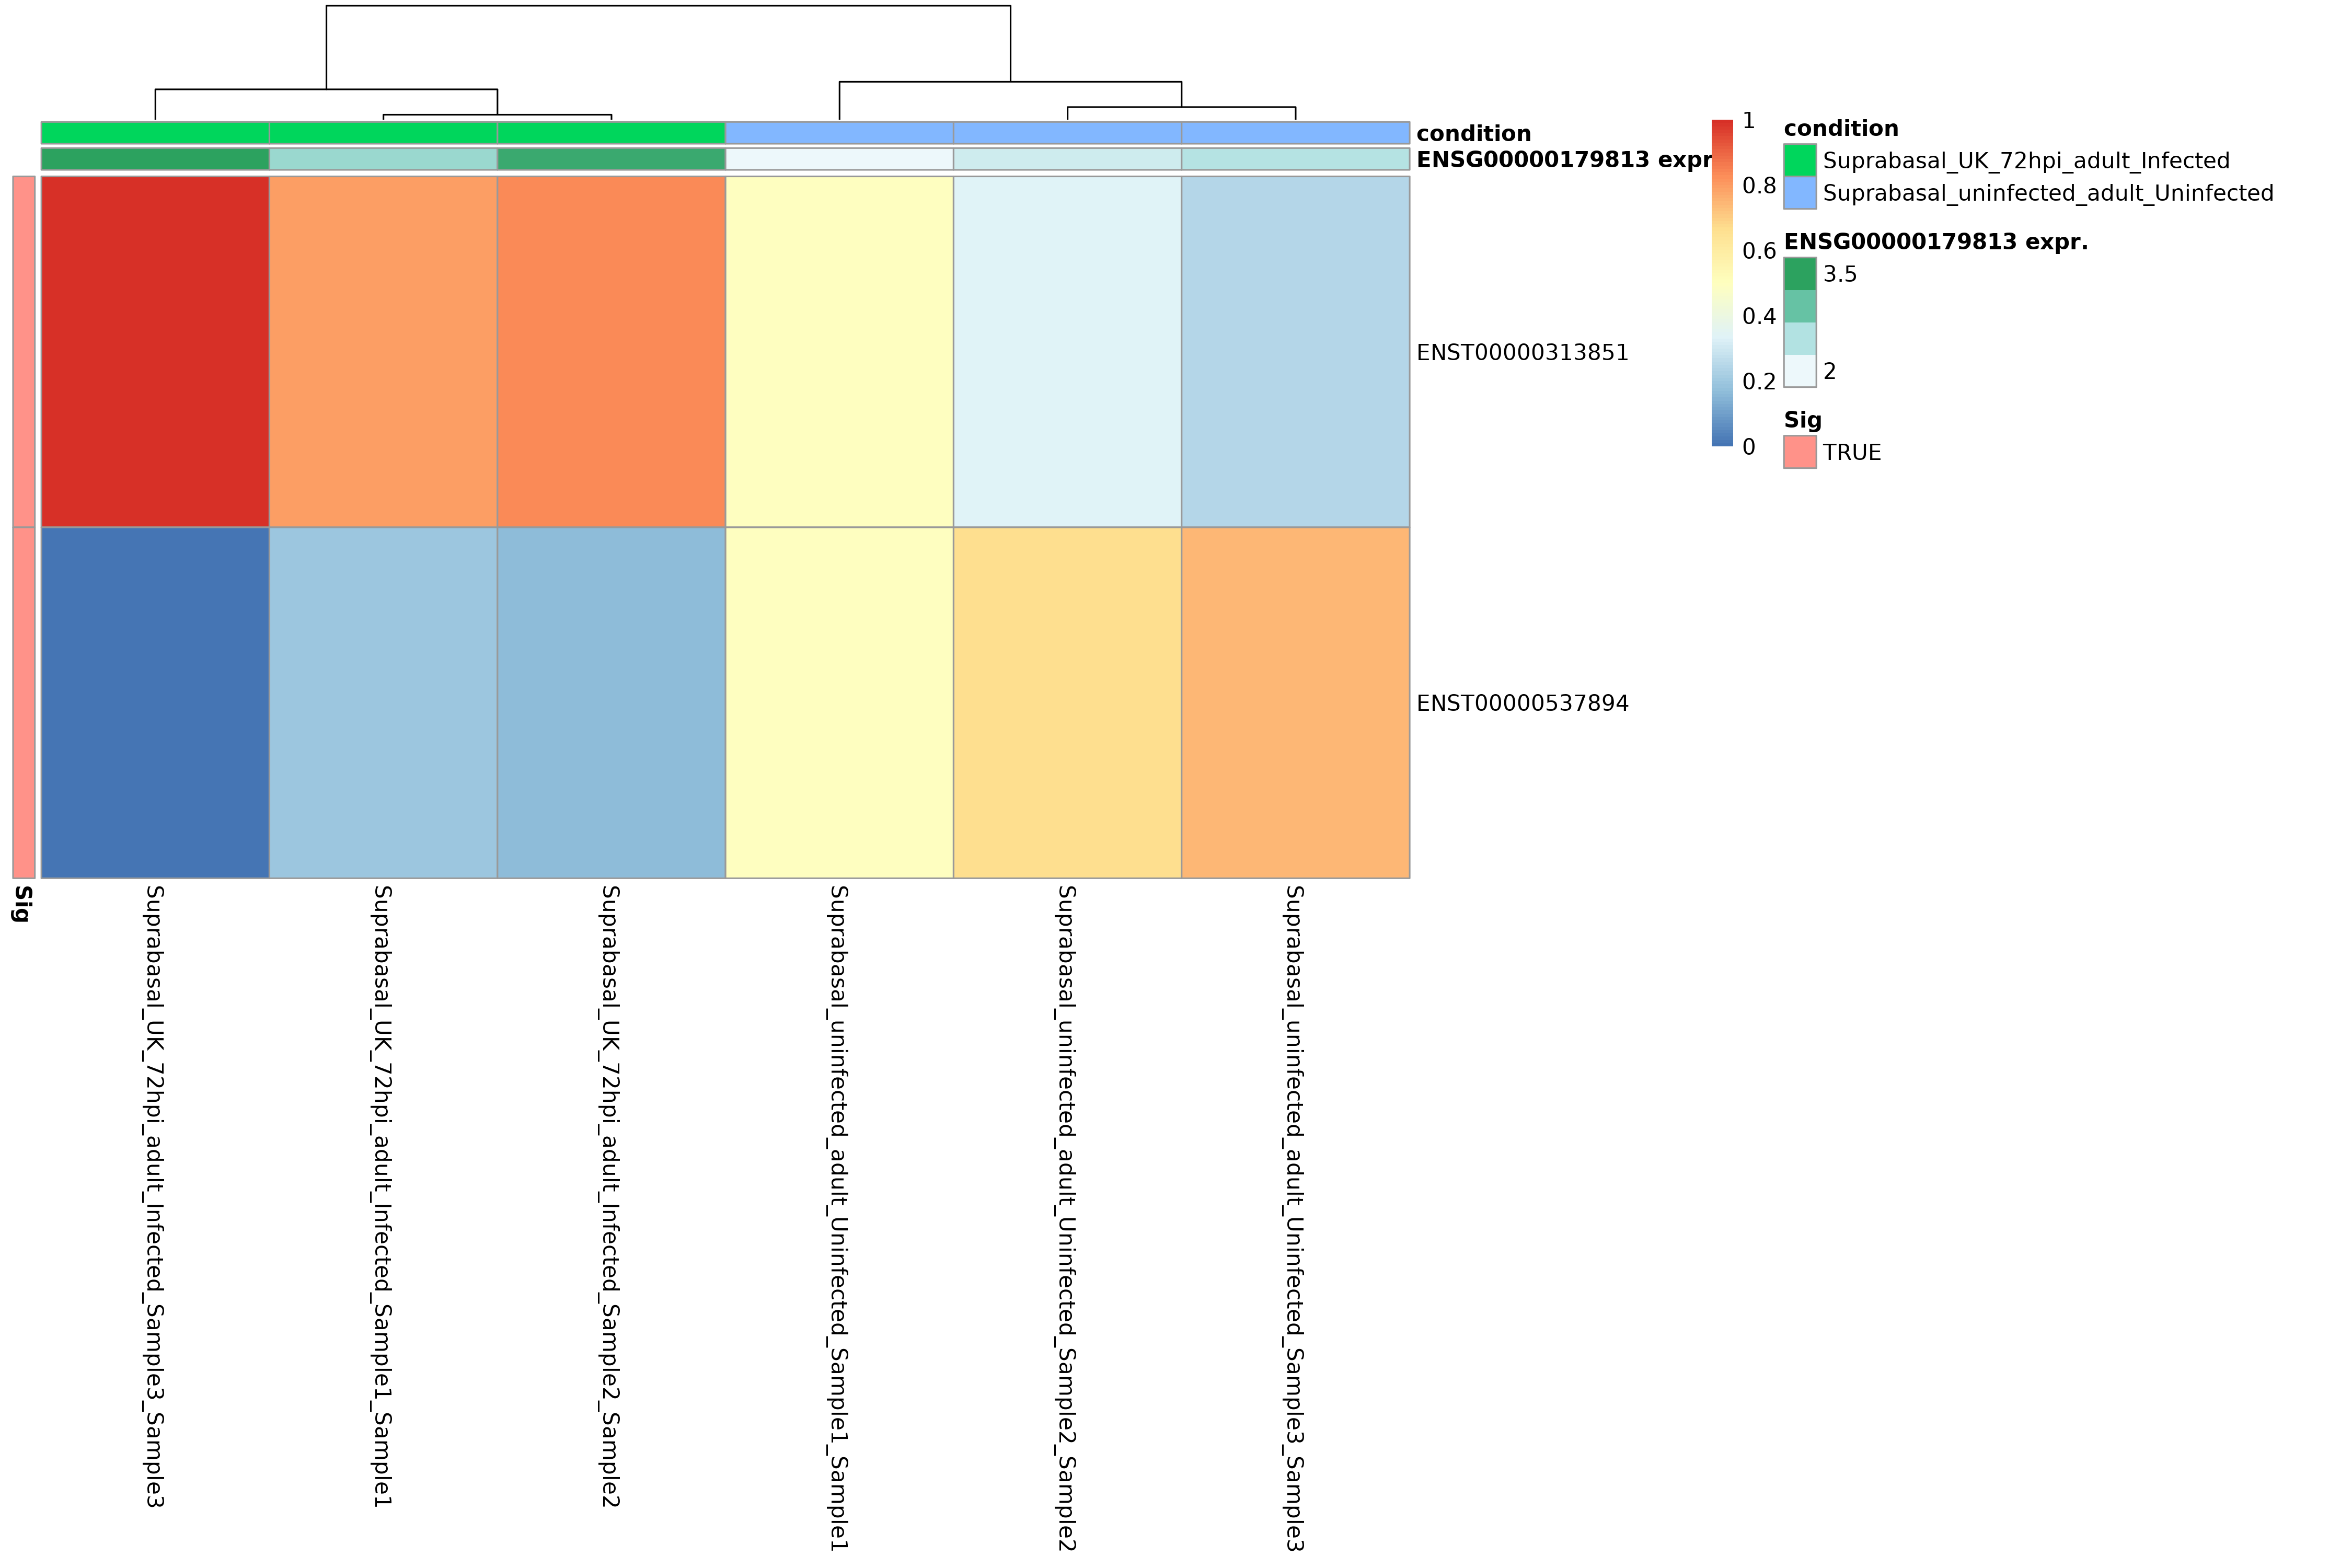 condition
ENSG00000179813 expr
ENST00000313851
ENST00000537894
Sig
Suprabasal_UK_72hpi_adult_Infected_Sample3_Sample3
Suprabasal_UK_72hpi_adult_Infected_Sample1_Sample1
Suprabasal_UK_72hpi_adult_Infected_Sample2_Sample2
Suprabasal_uninfected_adult_Uninfected_Sample1_Sample1
Suprabasal_uninfected_adult_Uninfected_Sample2_Sample2
Suprabasal_uninfected_adult_Uninfected_Sample3_Sample3
1
0.8
0.6
0.4
0.2
0
condition
Suprabasal_UK_72hpi_adult_Infected
Suprabasal_uninfected_adult_Uninfected
ENSG00000179813 expr.
3.5
2
Sig
TRUE